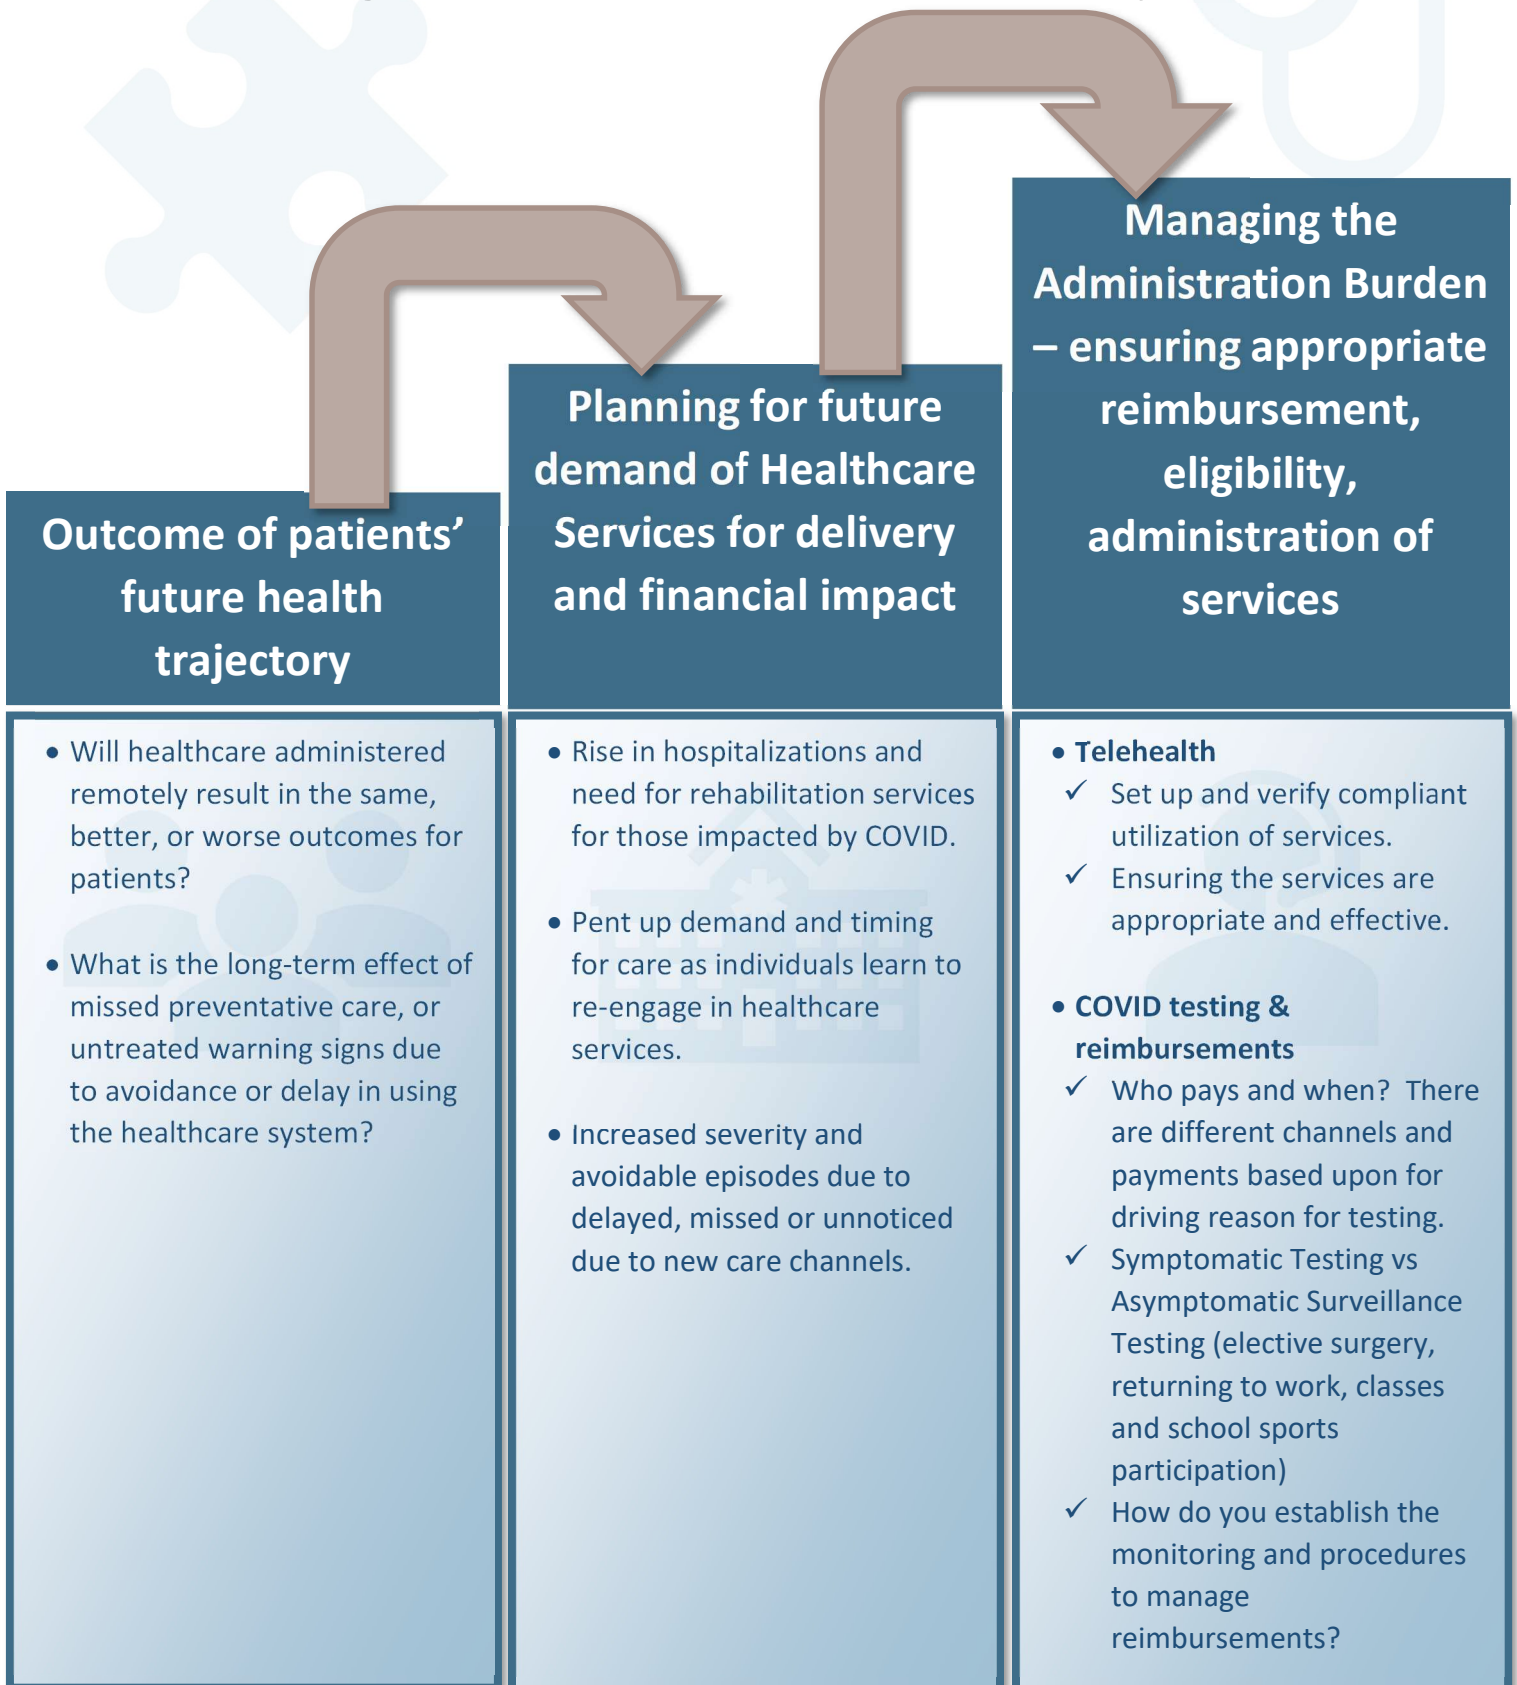 Outcome of patients’
future health
trajectory
• Will healthcare administered
remotely result in the same,
better, or worse outcomes for
patients?
• What is the long-term effect of
missed preventative care, or
untreated warning signs due
to avoidance or delay in using
the healthcare system?
Planning for future
demand of Healthcare
Services for delivery
and financial impact
• Rise in hospitalizations and
need for rehabilitation services
for those impacted by COVID.
• Pent up demand and timing
for care as individuals learn to
re-engage in healthcare
services.
• Increased severity and
avoidable episodes due to
delayed, missed or unnoticed
due to new care channels.
Managing the
Administration Burden
– ensuring appropriate
reimbursement,
eligibility,
administration of
services
• Telehealth
✓ Set up and verify compliant
utilization of services.
✓ Ensuring the services are
appropriate and effective.
• COVID testing &
reimbursements
✓ Who pays and when? There
are different channels and
payments based upon for
driving reason for testing.
✓ Symptomatic Testing vs
Asymptomatic Surveillance
Testing (elective surgery,
returning to work, classes
and school sports
participation)
✓ How do you establish the
monitoring and procedures
to manage
reimbursements?